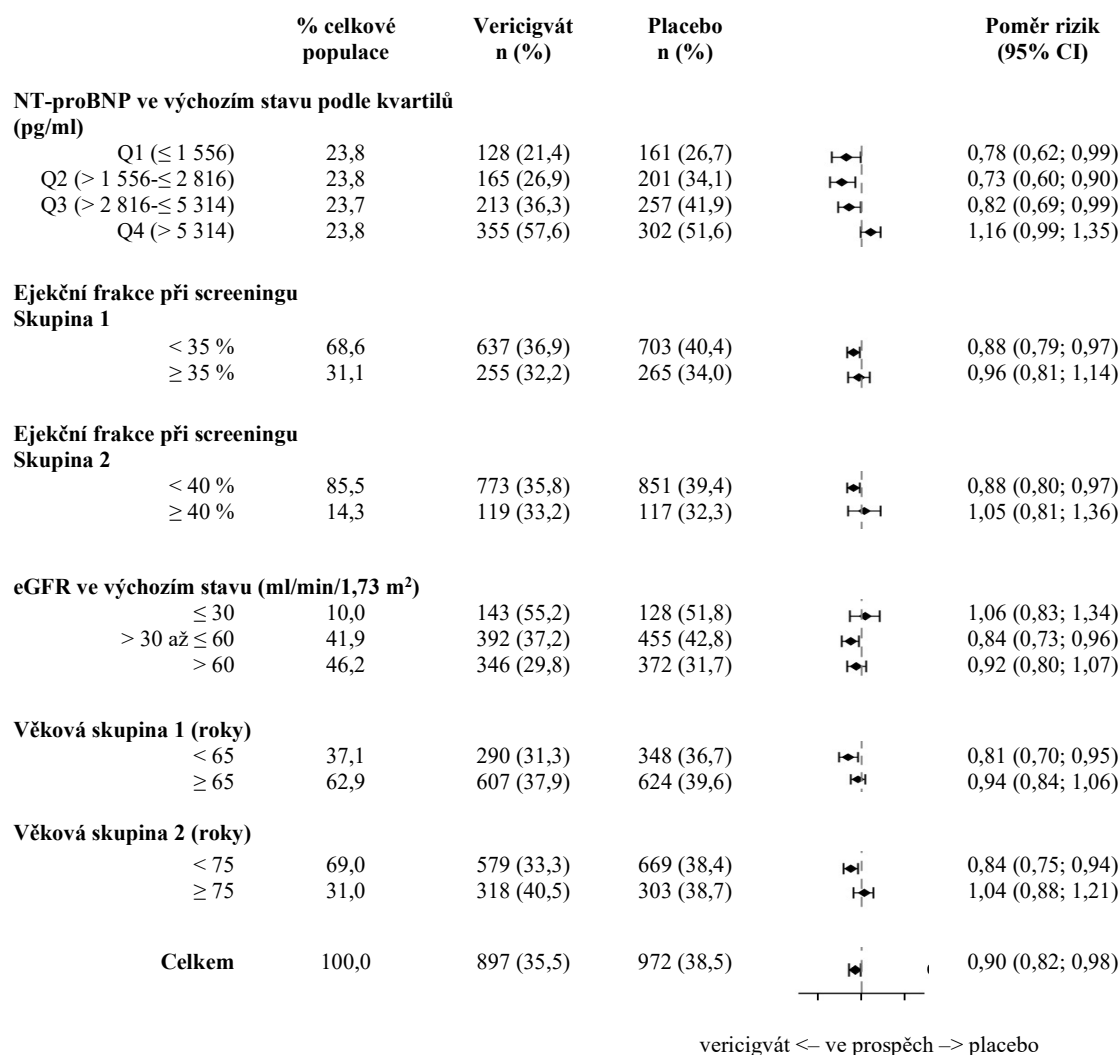 % celkové populace Vericigvát n (%) Placebo n (%) Poměr rizik (95% CI)
NT-proBNP ve výchozím stavu podle kvartilů
(pg/ml)
Q1 (≤ 1 556) 23,8 128 (21,4) 161 (26,7) 0,78 (0,62; 0,99)
Q2 (> 1 556-≤ 2 816) 23,8 165 (26,9) 201 (34,1) 0,73 (0,60; 0,90)
Q3 (> 2 816-≤ 5 314) 23,7 213 (36,3) 257 (41,9) 0,82 (0,69; 0,99)
Q4 (> 5 314) 23,8 355 (57,6) 302 (51,6) 1,16 (0,99; 1,35)
Ejekční frakce při screeningu
Skupina 1
< 35 % 68,6 637 (36,9) 703 (40,4) 0,88 (0,79; 0,97)
≥ 35 % 31,1 255 (32,2) 265 (34,0) 0,96 (0,81; 1,14)
Ejekční frakce při screeningu
Skupina 2
< 40 % 85,5 773 (35,8) 851 (39,4) 0,88 (0,80; 0,97)
≥ 40 % 14,3 119 (33,2) 117 (32,3) 1,05 (0,81; 1,36)
eGFR ve výchozím stavu (ml/min/1,73 m²)
≤ 30 10,0 143 (55,2) 128 (51,8) 1,06 (0,83; 1,34)
> 30 až ≤ 60 41,9 392 (37,2) 455 (42,8) 0,84 (0,73; 0,96)
> 60 46,2 346 (29,8) 372 (31,7) 0,92 (0,80; 1,07)
Věková skupina 1 (roky)
< 65 37,1 290 (31,3) 348 (36,7) 0,81 (0,70; 0,95)
≥ 65 62,9 607 (37,9) 624 (39,6) 0,94 (0,84; 1,06)
Věková skupina 2 (roky)
< 75 69,0 579 (33,3) 669 (38,4) 0,84 (0,75; 0,94)
≥ 75 31,0 318 (40,5) 303 (38,7) 1,04 (0,88; 1,21)
Celkem 100,0 897 (35,5) 972 (38,5) 0,90 (0,82; 0,98)
vericigvát <– ve prospěch –> placebo